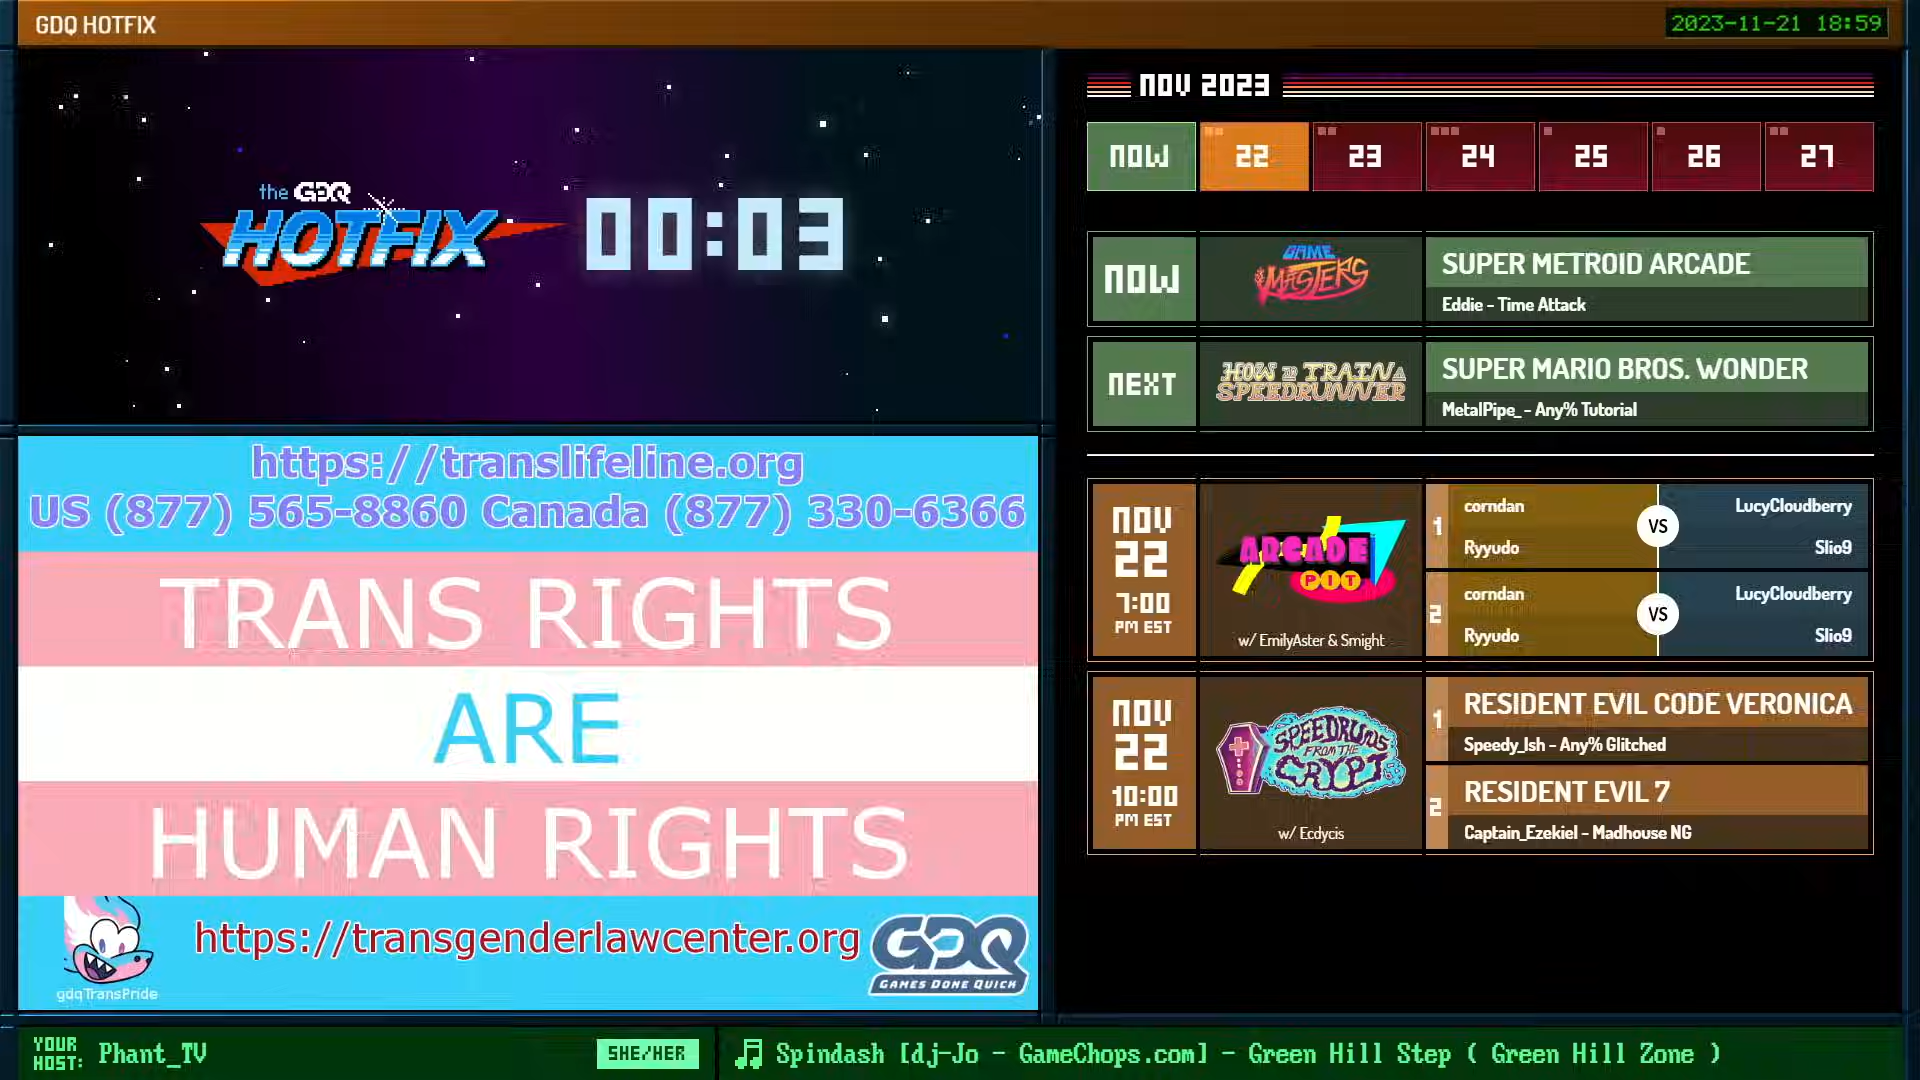 GDQ HOTFIX
2023-11-21 18:59
the GDQ
HOTFIX
00:03
https://translifeline.org
US (877) 565-8860 Canada (877) 330-6366
TRANS RIGHTS
ARE
HUMAN RIGHTS
https://transgenderlawcenter.org
gdqTransPride
GDQ
GAMES DONE QUICK
NOV 2023
NOW 22 23 24 25 26 27
NOW
GAME
MASTERS
SUPER METROID ARCADE
Eddie - Time Attack
NEXT
HOW TO TRAIN A
SPEEDRUNNER
SUPER MARIO BROS. WONDER
MetalPipe_ - Any% Tutorial
NOV
22
7:00
PM EST
ARCADE
PIT
w/ EmilyAster & Smight
1
corndan
Ryyudo
VS
LucyCloudberry
Slio9
2
corndan
Ryyudo
VS
LucyCloudberry
Slio9
NOV
22
10:00
PM EST
SPEEDRUNS
FROM THE
CRYPT
w/ Ecdycis
1
RESIDENT EVIL CODE VERONICA
Speedy_Ish - Any% Glitched
2
RESIDENT EVIL 7
Captain_Ezekiel - Madhouse NG
YOUR
HOST:
Phant_TV
SHE/HER
Spindash [dj-Jo - GameChops.com] - Green Hill Step ( Green Hill Zone )